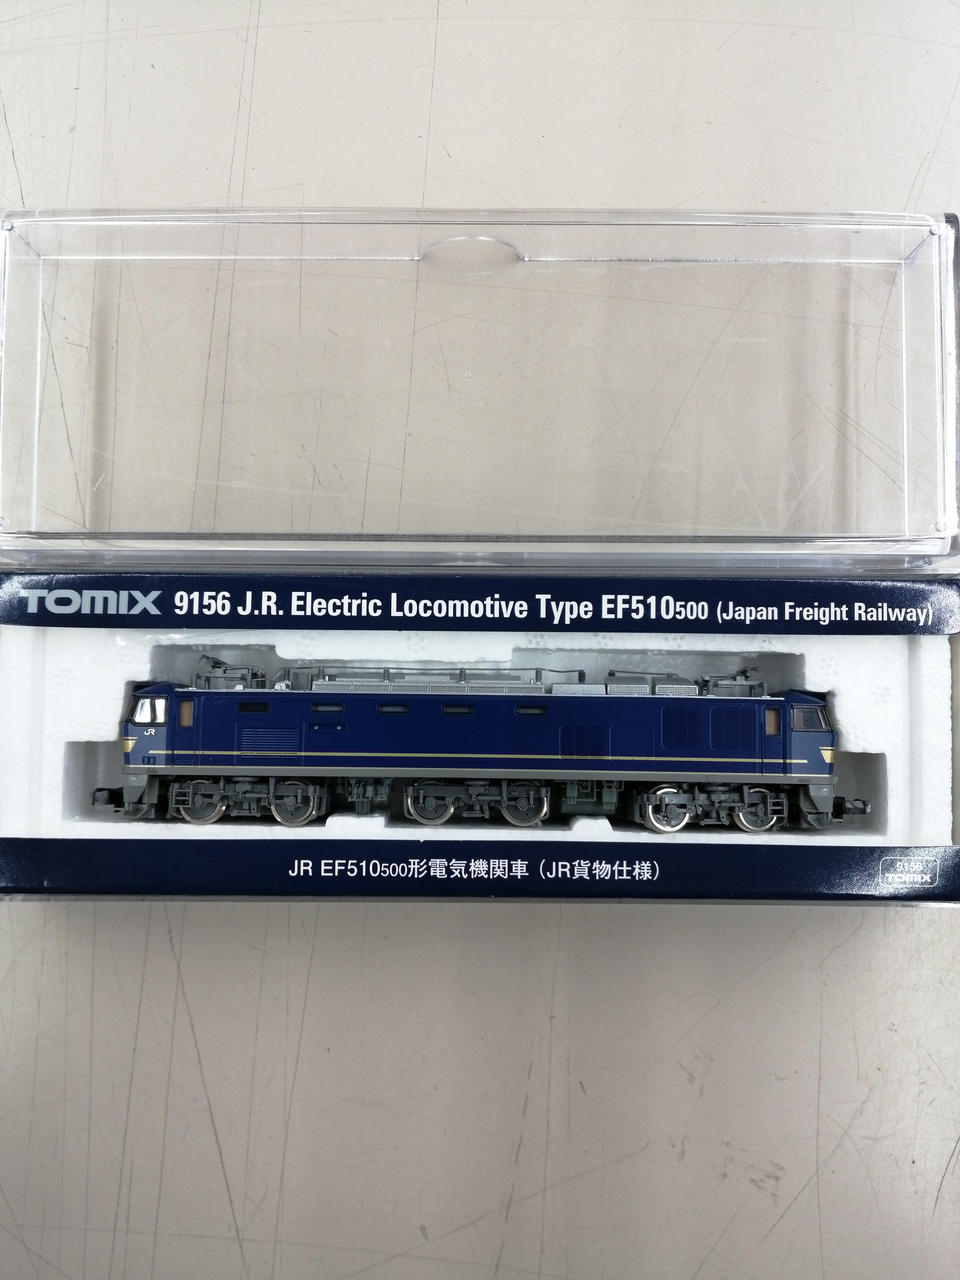 TOMIX 9156 J.R. Electric Locomotive Type EF510500 (Japan Freight Railway)
JR
JR EF510500形電気機関車（JR貨物仕様）
9156
TOMIX